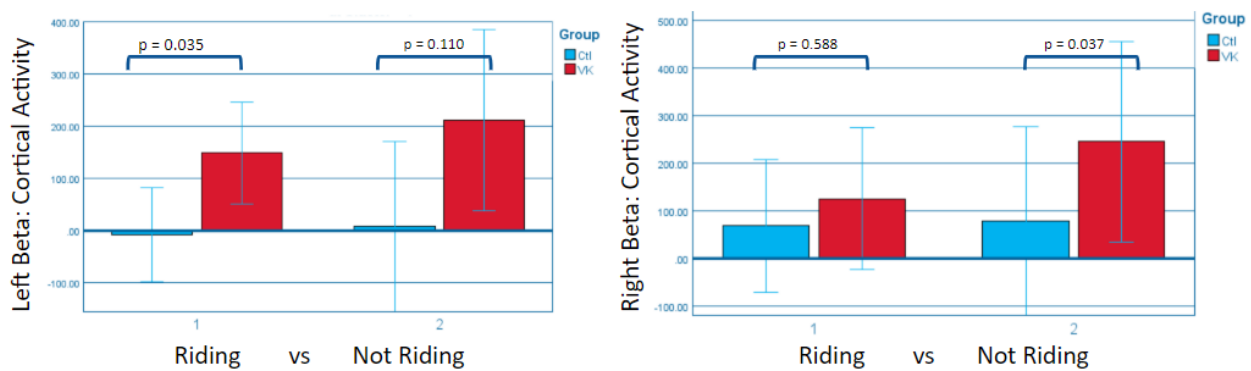 Left Beta: Cortical Activity
400.00
300.00
200.00
100.00
.00
-100.00
p = 0.035
p = 0.110
Group
Ctl
VK
1
2
Riding vs Not Riding
Right Beta: Cortical Activity
500.00
400.00
300.00
200.00
100.00
.00
-100.00
p = 0.588
p = 0.037
Group
Ctl
VK
1
2
Riding vs Not Riding